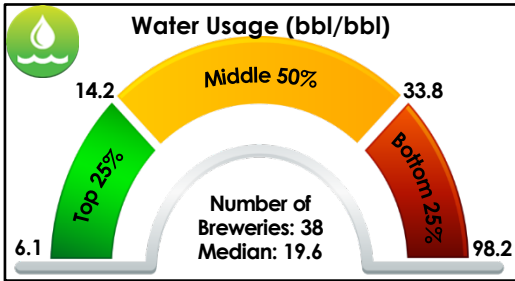 Water Usage (bbl/bbl)
14.2
Middle 50%
33.8
Top 25%
Bottom 25%
Number of
Breweries: 38
Median: 19.6
6.1
98.2